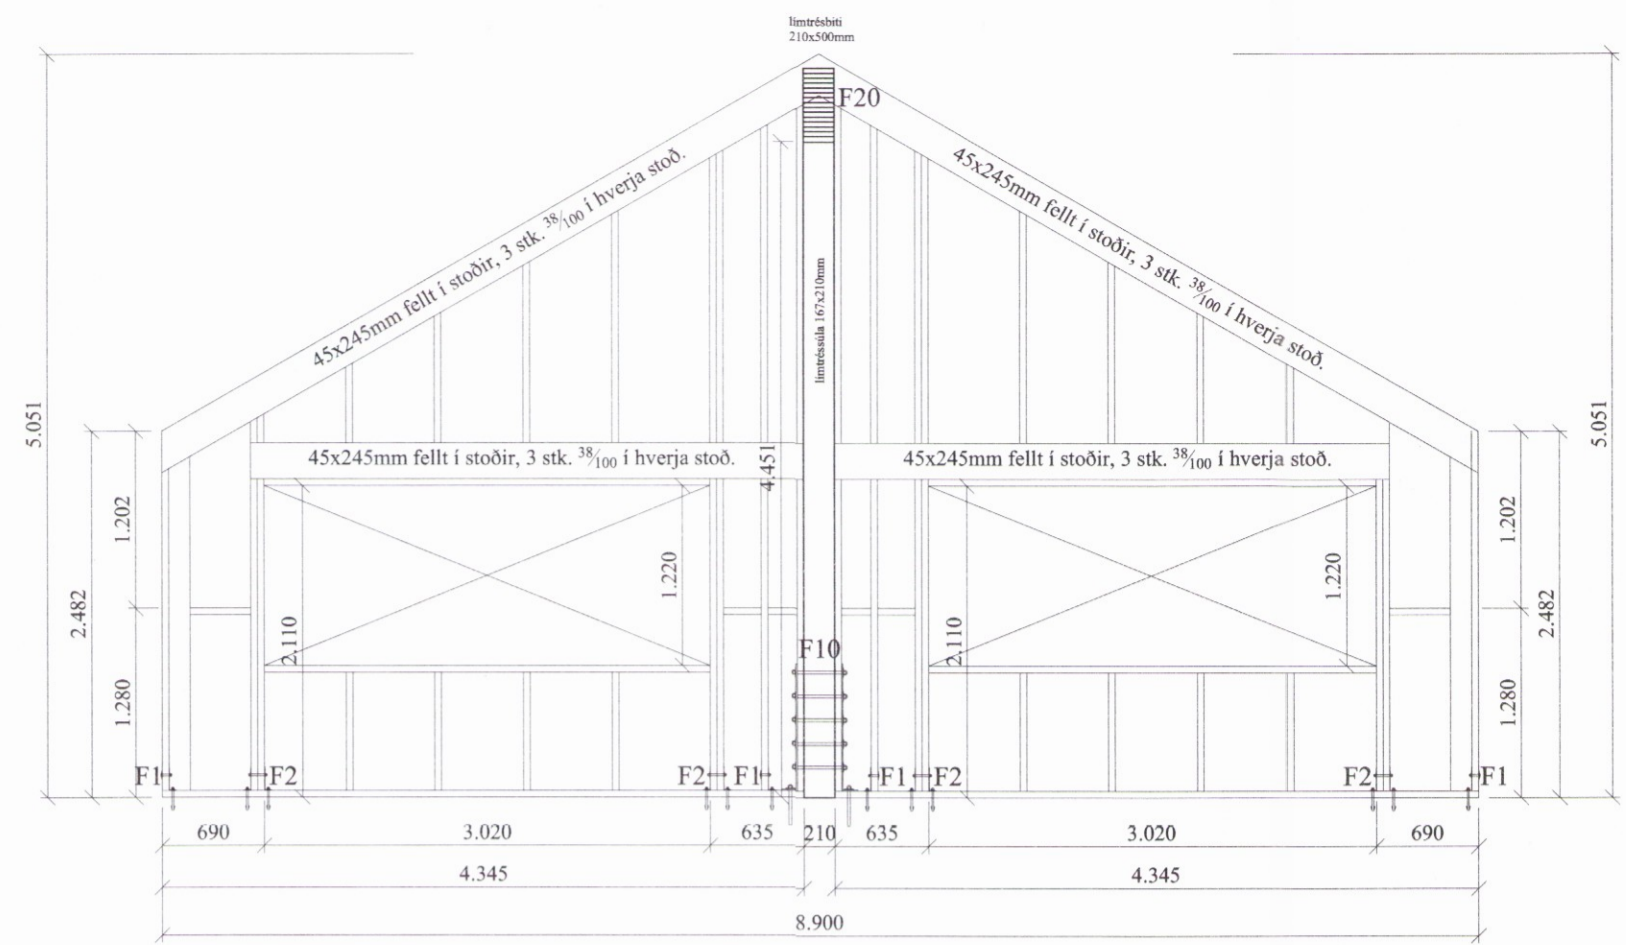 límtrésbiti
210x500mm
F20
45x245mm fellt í stoðir, 3 stk. 38/100 í hverja stoð.
45x245mm fellt í stoðir, 3 stk. 38/100 í hverja stoð.
límtréssúla 167x210mm
5.051
5.051
45x245mm fellt í stoðir, 3 stk. 38/100 í hverja stoð.
4.451
45x245mm fellt í stoðir, 3 stk. 38/100 í hverja stoð.
1.202
1.202
1.220
1.220
2.482
2.482
2.110
2.110
F10
1.280
1.280
F1 F2 F2 F1 F1 F2 F2 F1
690 3.020 635 210 635 3.020 690
4.345 4.345
8.900